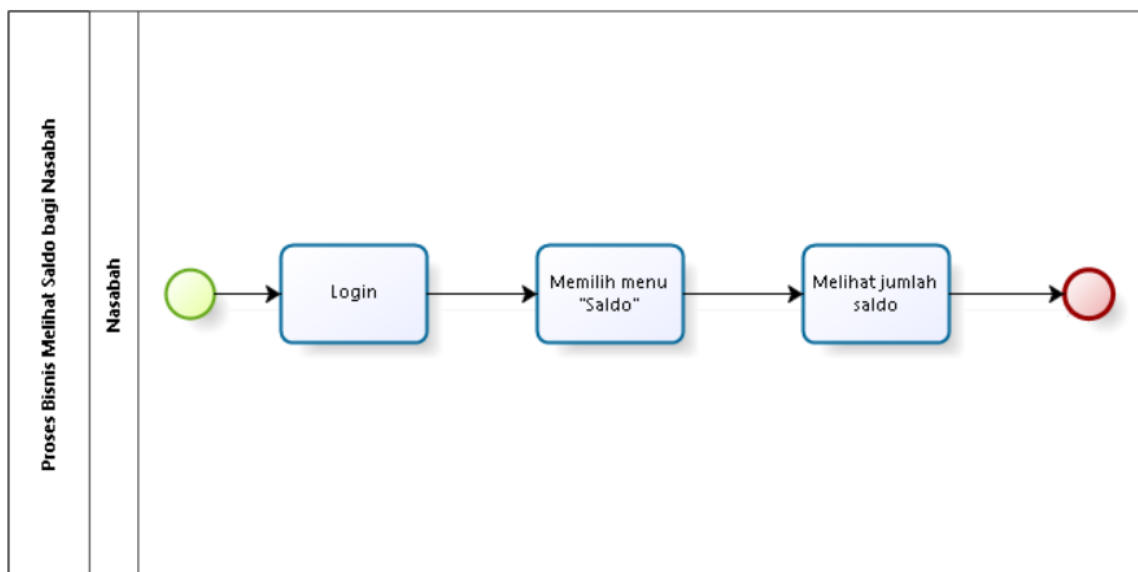 Proses Bisnis Melihat Saldo bagi Nasabah
Nasabah
Login
Memilih menu
"Saldo"
Melihat jumlah
saldo